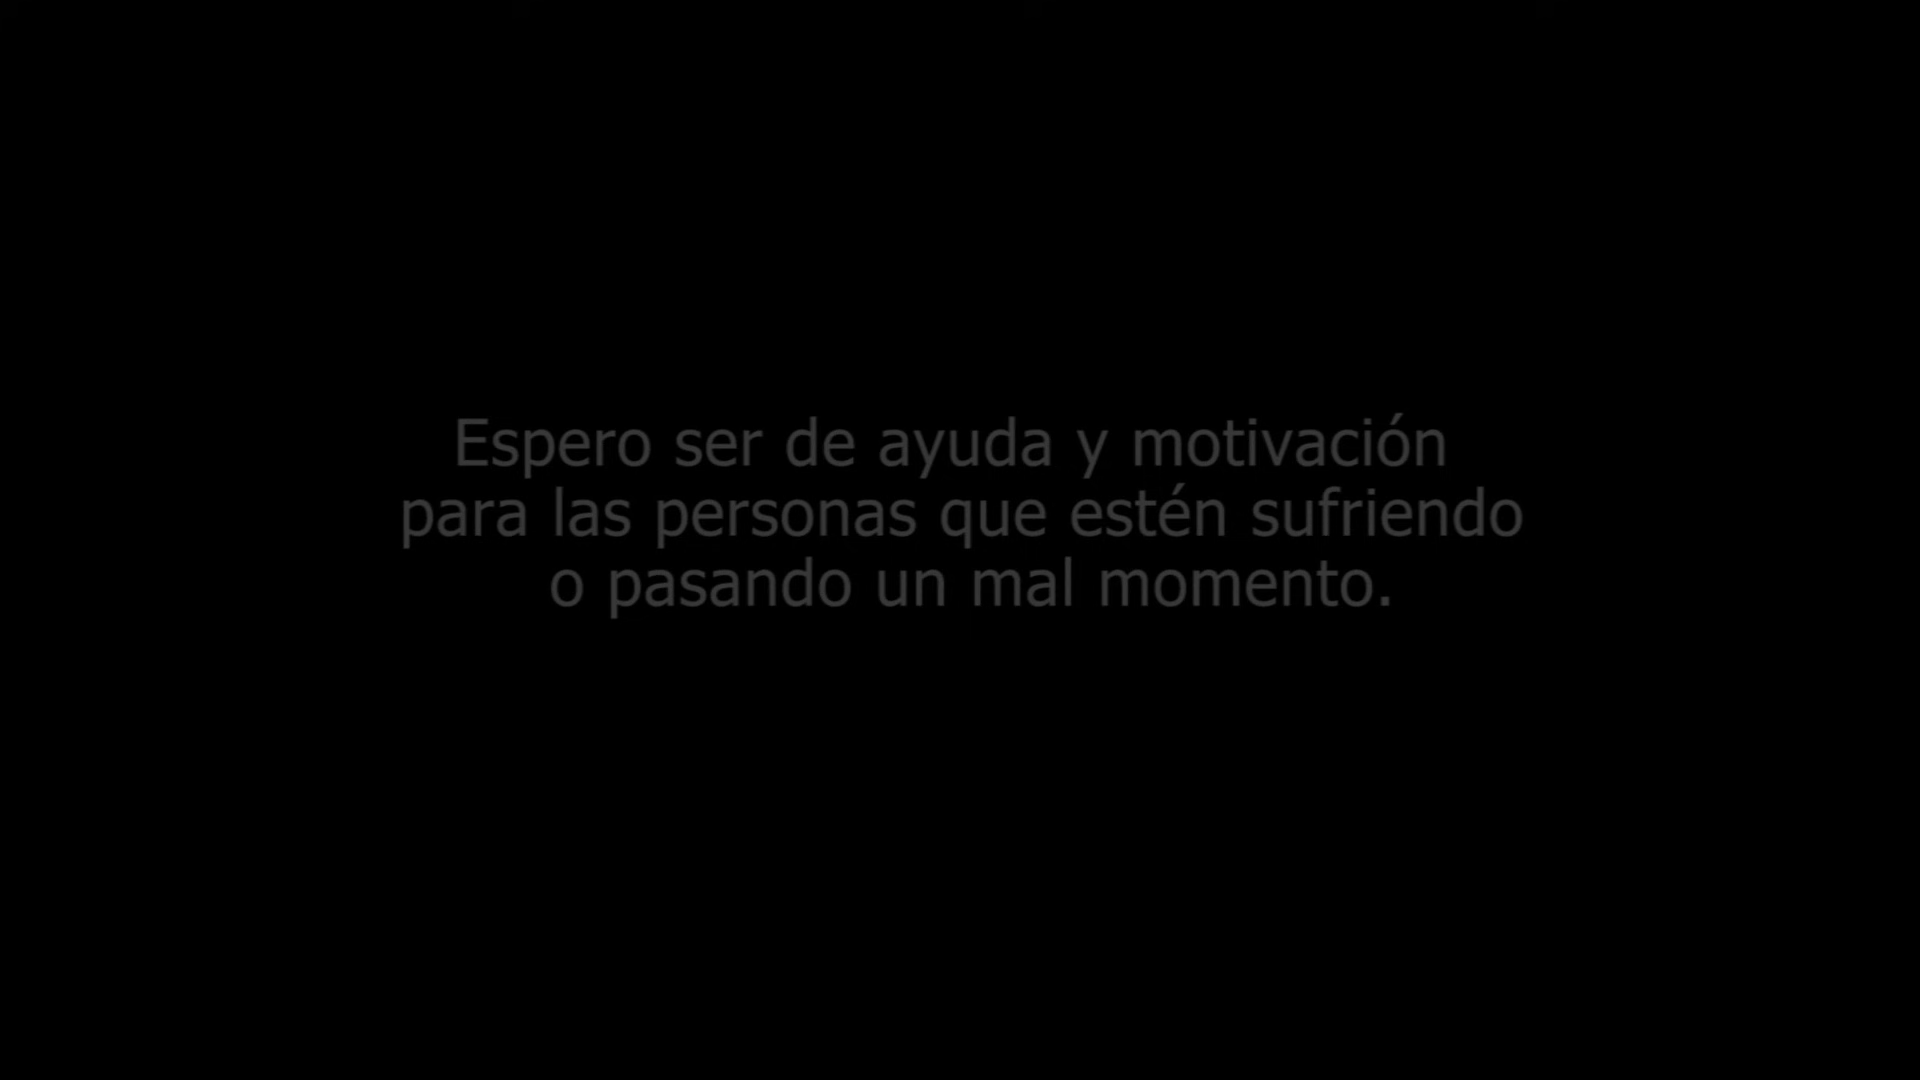 Espero ser de ayuda y motivación
para las personas que estén sufriendo
o pasando un mal momento.